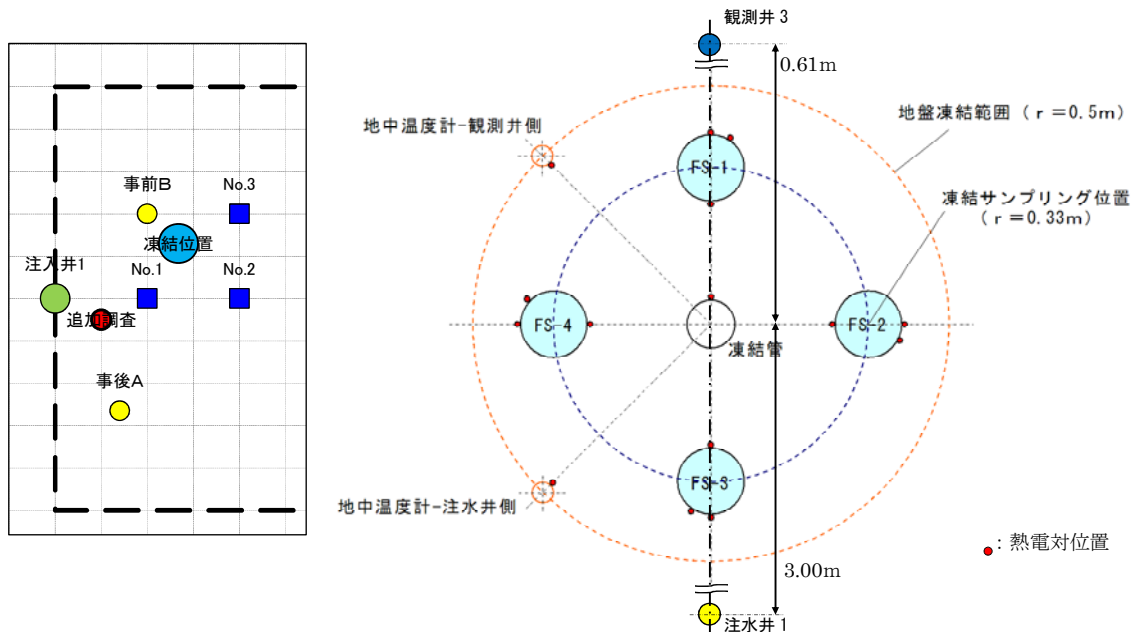 事前B
No.3
凍結位置
注入井1
No.1
No.2
追加調査
事後A
観測井3
0.61m
地中温度計-観測井側
地盤凍結範囲（r＝0.5m）
FS-1
凍結サンプリング位置
（r＝0.33m）
FS-4
FS-2
凍結管
FS-3
地中温度計-注水井側
：熱電対位置
3.00m
注水井1